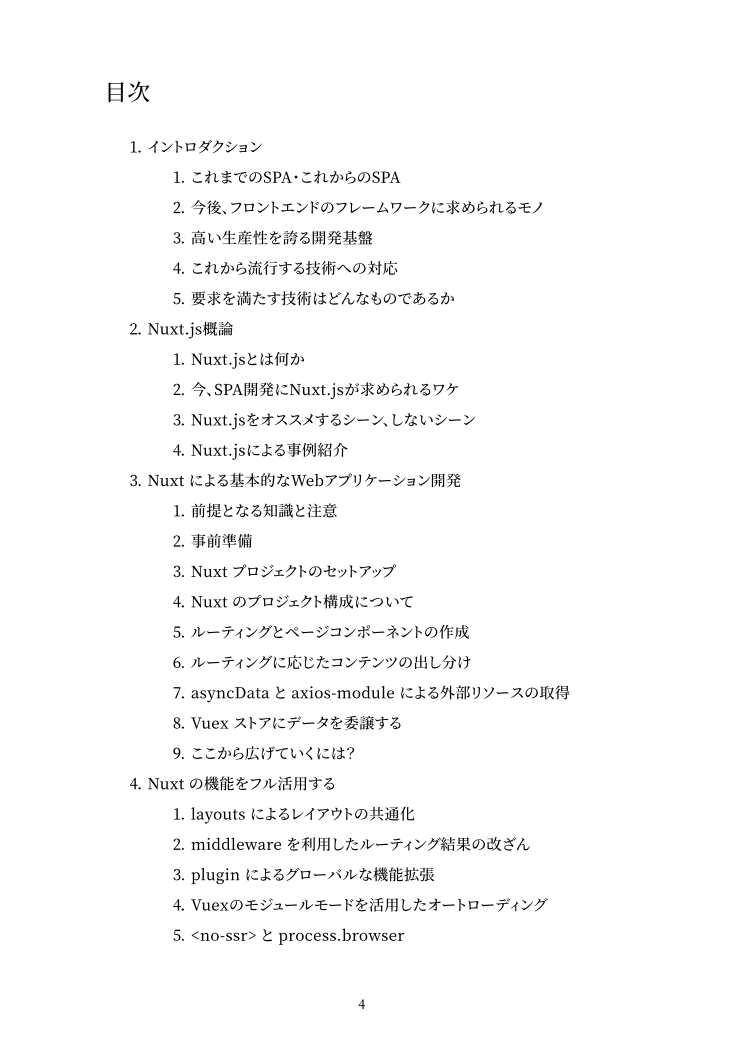 目次
1. イントロダクション
1. これまでのSPA・これからのSPA
2. 今後、フロントエンドのフレームワークに求められるモノ
3. 高い生産性を誇る開発基盤
4. これから流行する技術への対応
5. 要求を満たす技術はどんなものであるか
2. Nuxt.js概論
1. Nuxt.jsとは何か
2. 今、SPA開発にNuxt.jsが求められるワケ
3. Nuxt.jsをオススメするシーン、しないシーン
4. Nuxt.jsによる事例紹介
3. Nuxt による基本的なWebアプリケーション開発
1. 前提となる知識と注意
2. 事前準備
3. Nuxt プロジェクトのセットアップ
4. Nuxt のプロジェクト構成について
5. ルーティングとページコンポーネントの作成
6. ルーティングに応じたコンテンツの出し分け
7. asyncData と axios-module による外部リソースの取得
8. Vuex ストアにデータを委譲する
9. ここから広げていくには？
4. Nuxt の機能をフル活用する
1. layouts によるレイアウトの共通化
2. middleware を利用したルーティング結果の改ざん
3. plugin によるグローバルな機能拡張
4. Vuexのモジュールモードを活用したオートローディング
5. <no-ssr> と process.browser
4